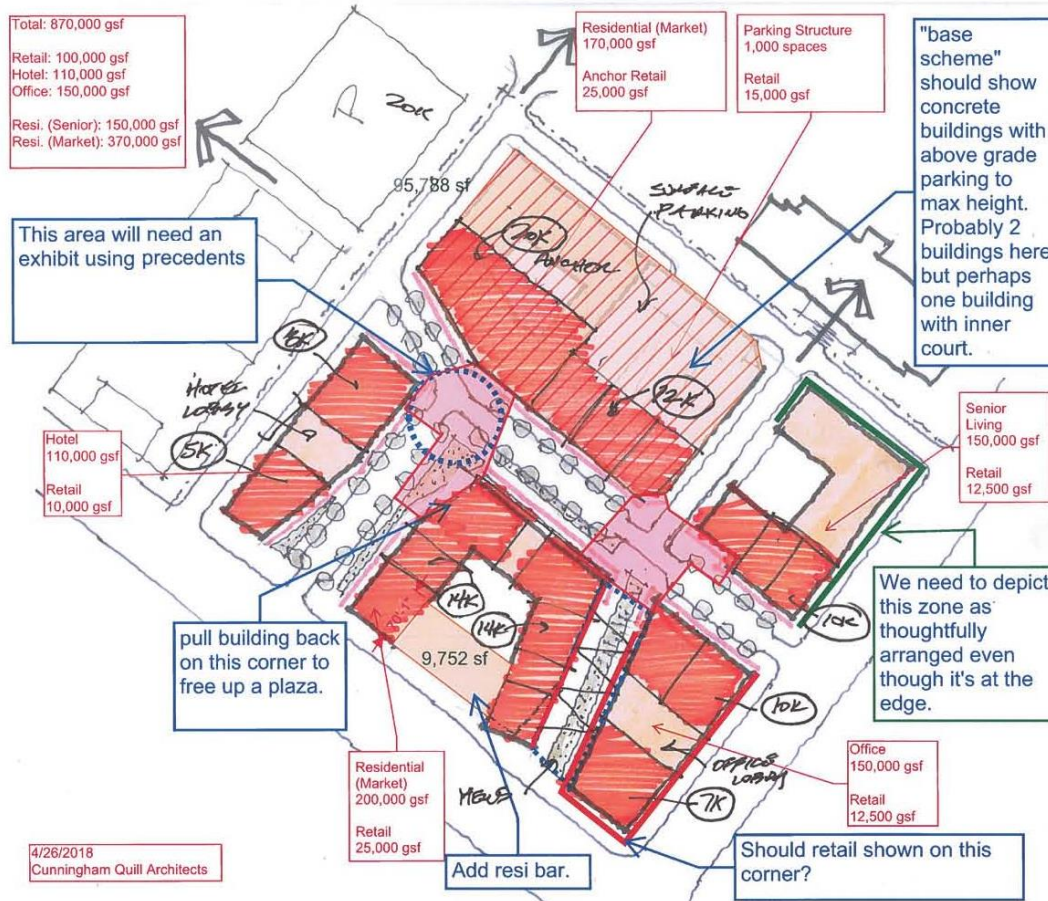 Total: 870,000 gsf
Retail: 100,000 gsf
Hotel: 110,000 gsf
Office: 150,000 gsf
Resi. (Senior): 150,000 gsf
Resi. (Market): 370,000 gsf
P 20K
95,788 sf
Residential (Market)
170,000 gsf
Anchor Retail
25,000 gsf
Parking Structure
1,000 spaces
Retail
15,000 gsf
"base
scheme"
should show
concrete
buildings with
above grade
parking to
max height.
Probably 2
buildings here
but perhaps
one building
with inner
court.
This area will need an
exhibit using precedents
SURFACE
PARKING
20K
ANCHOR
12K
HOTEL
LOBBY
5K
Hotel
110,000 gsf
Retail
10,000 gsf
Senior
Living
150,000 gsf
Retail
12,500 gsf
We need to depict
this zone as
thoughtfully
arranged even
though it's at the
edge.
10K
pull building back
on this corner to
free up a plaza.
14K
14K
9,752 sf
10K
OFFICE
LOBBY
7K
Office
150,000 gsf
Retail
12,500 gsf
Residential
(Market)
200,000 gsf
Retail
25,000 gsf
MEWS
Add resi bar.
Should retail shown on this
corner?
4/26/2018
Cunningham Quill Architects